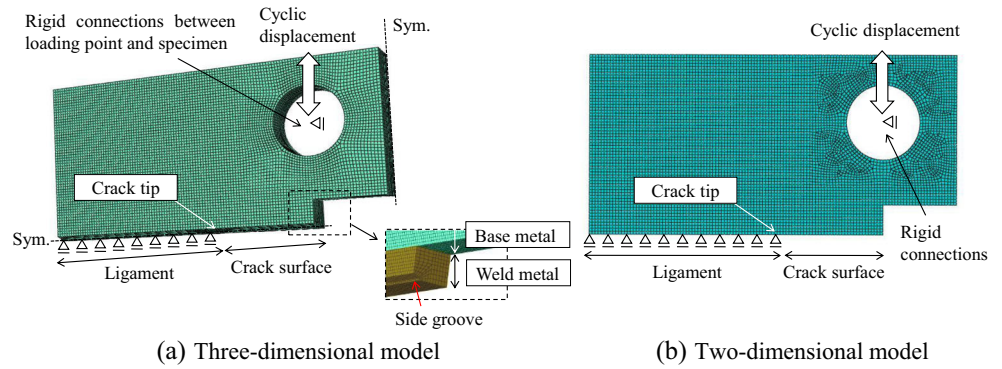 Rigid connections between
loading point and specimen
Cyclic
displacement
Sym.
Crack tip
Sym.
Ligament
Crack surface
Base metal
Weld metal
Side groove
(a) Three-dimensional model
Cyclic displacement
Crack tip
Ligament
Crack surface
Rigid
connections
(b) Two-dimensional model